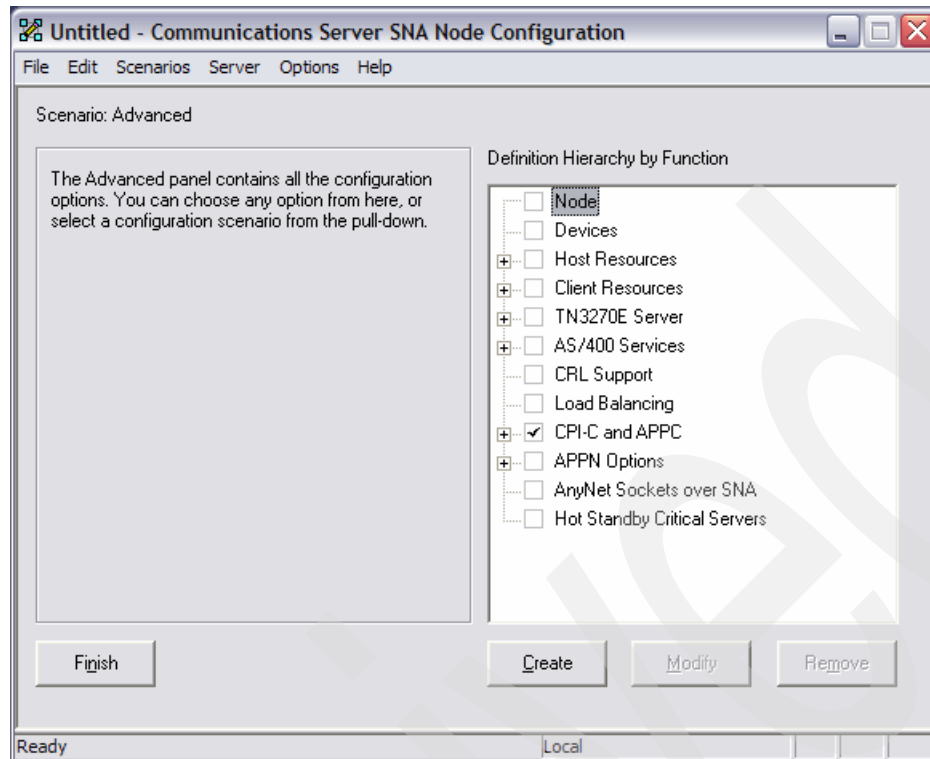 Untitled - Communications Server SNA Node Configuration
File Edit Scenarios Server Options Help
Scenario: Advanced
The Advanced panel contains all the configuration
options. You can choose any option from here, or
select a configuration scenario from the pull-down.
Definition Hierarchy by Function
Node
Devices
Host Resources
Client Resources
TN3270E Server
AS/400 Services
CRL Support
Load Balancing
CPI-C and APPC
APPN Options
AnyNet Sockets over SNA
Hot Standby Critical Servers
Finish
Create
Modify
Remove
Ready
Local